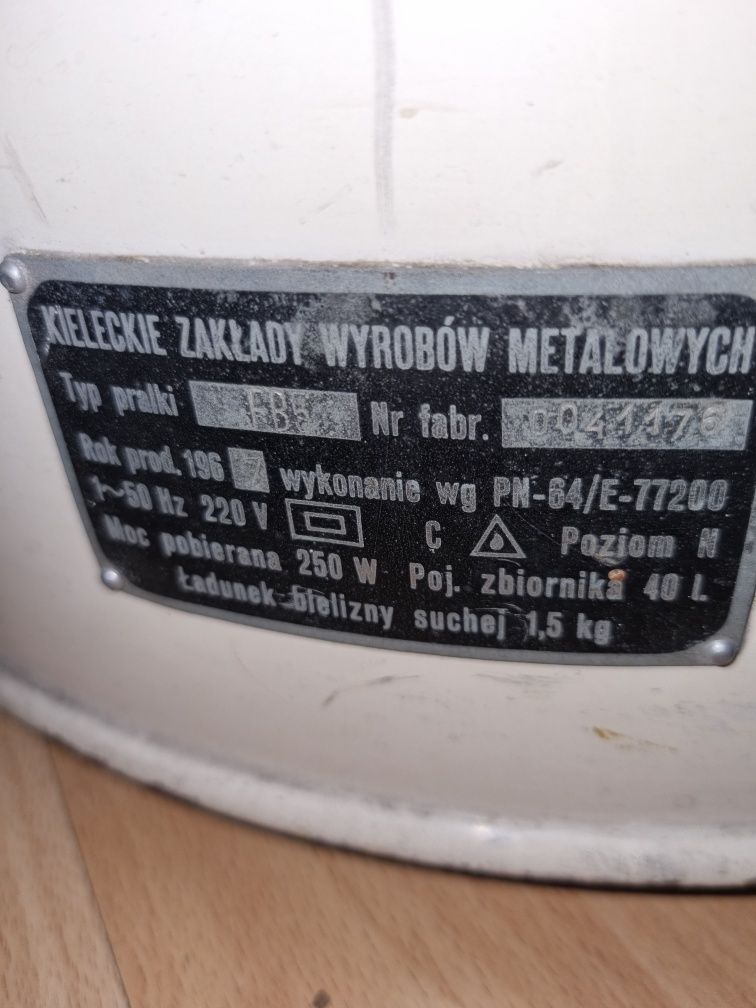 KIELECKIE ZAKŁADY WYROBÓW METALOWYCH
Typ pralki FB5 Nr fabr. 0041176
Rok prod. 1967 wykonanie wg PN-64/E-77200
1~50 Hz 220 V Ç Poziom N
Moc pobierana 250 W Poj. zbiornika 40 L
Ładunek bielizny suchej 1,5 kg